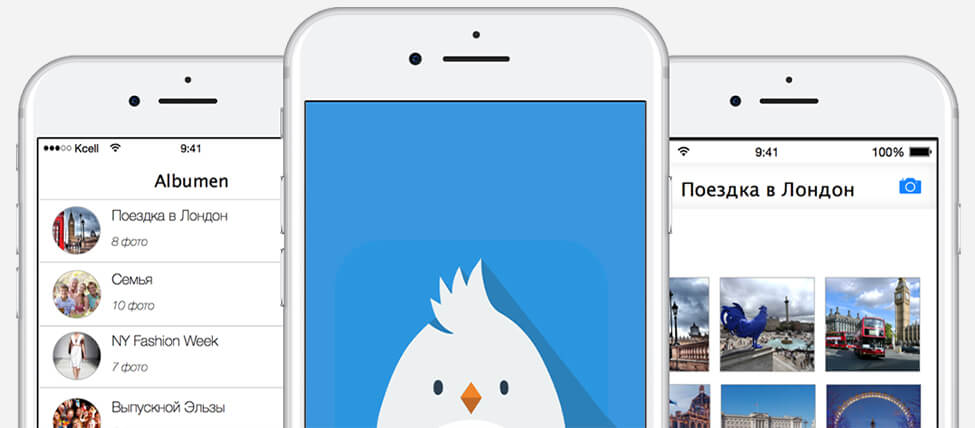 Kcell 9:41
Albumen
Поездка в Лондон
8 фото
Семья
10 фото
NY Fashion Week
7 фото
Выпускной Эльзы
9:41 100%
Поездка в Лондон